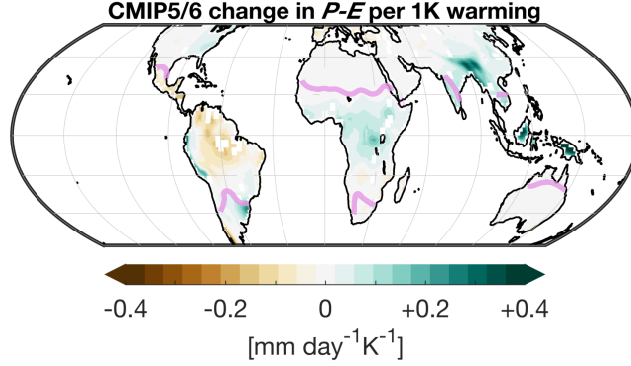 CMIP5/6 change in P-E per 1K warming
-0.4 -0.2 0 +0.2 +0.4
[mm day⁻¹K⁻¹]